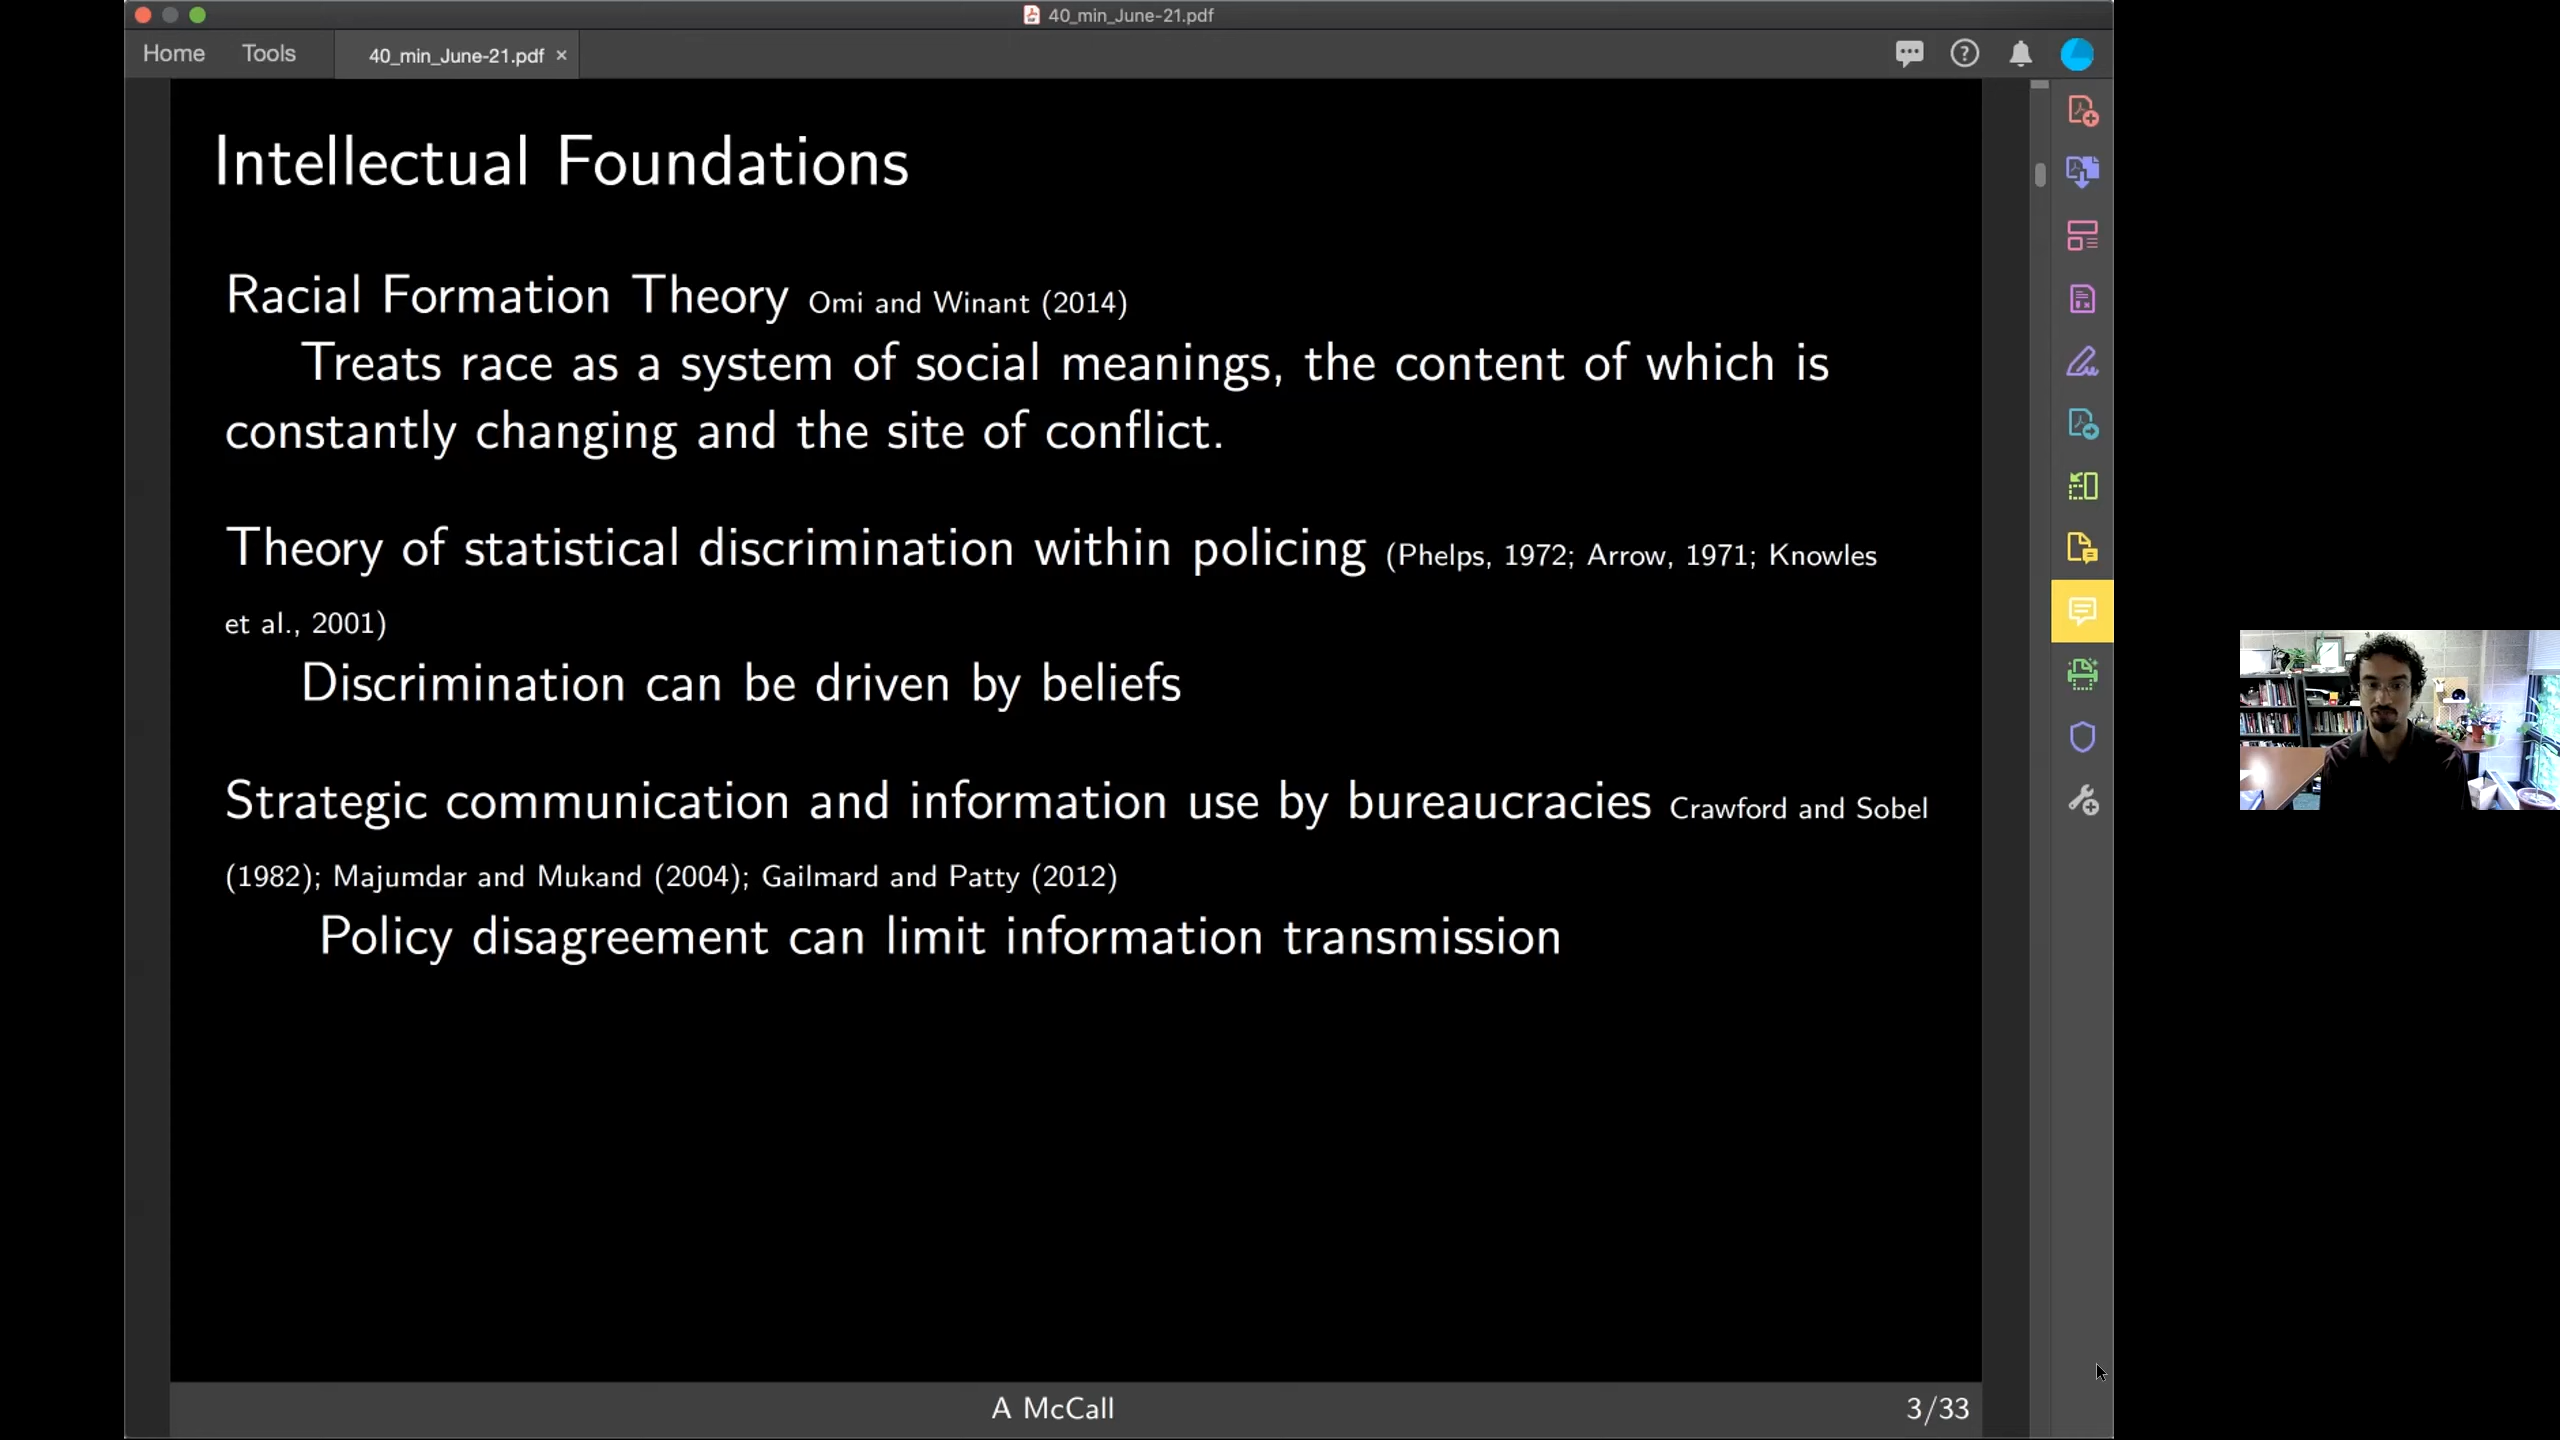 40_min_June-21.pdf
Home Tools 40_min_June-21.pdf ×
Intellectual Foundations
Racial Formation Theory Omi and Winant (2014)
Treats race as a system of social meanings, the content of which is
constantly changing and the site of conflict.
Theory of statistical discrimination within policing (Phelps, 1972; Arrow, 1971; Knowles
et al., 2001)
Discrimination can be driven by beliefs
Strategic communication and information use by bureaucracies Crawford and Sobel
(1982); Majumdar and Mukand (2004); Gailmard and Patty (2012)
Policy disagreement can limit information transmission
A McCall 3/33